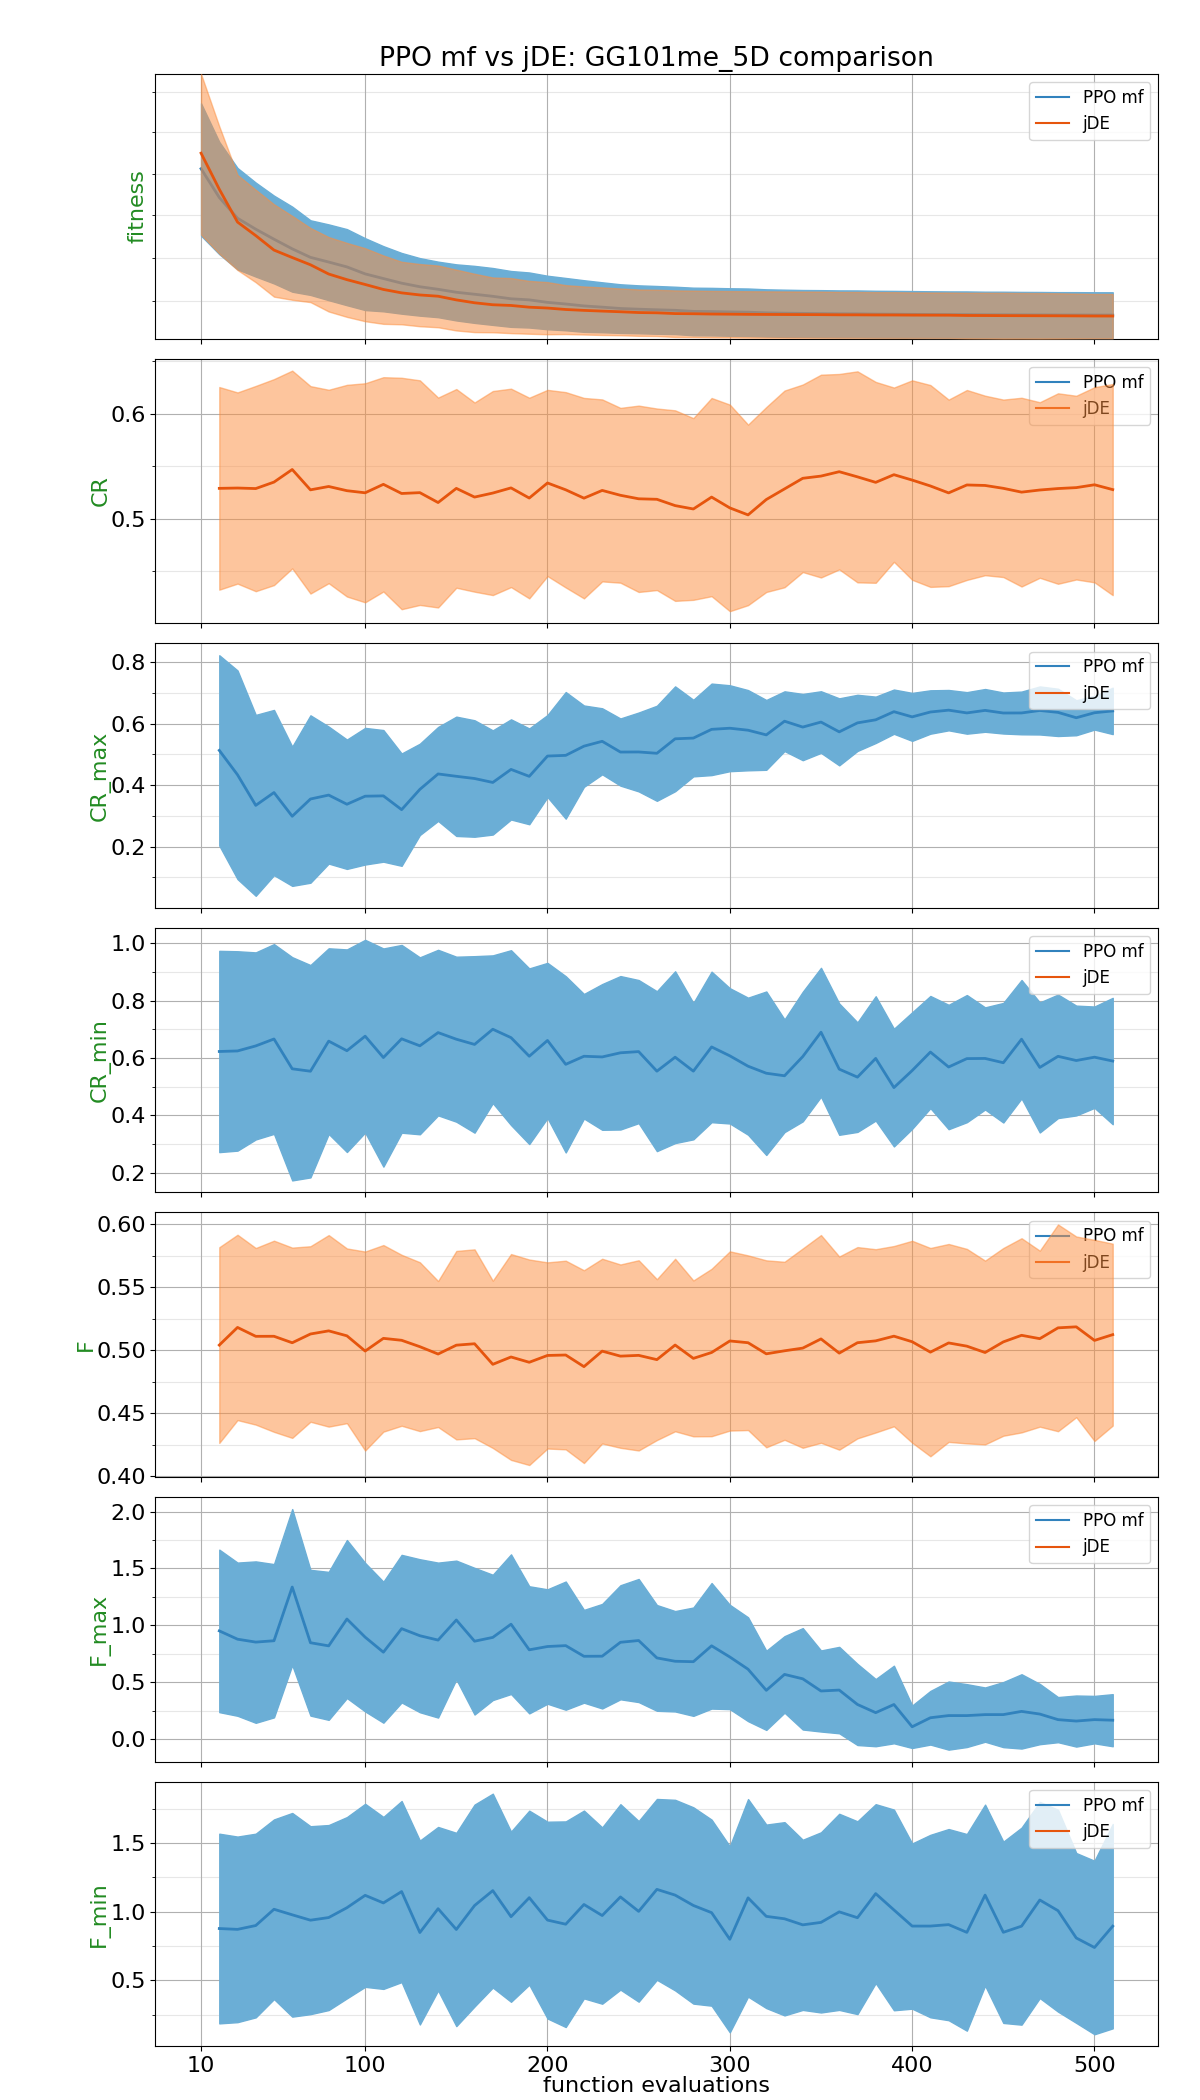 PPO mf vs jDE: GG101me_5D comparison
fitness
PPO mf
jDE
CR
0.6
0.5
PPO mf
jDE
CR_max
0.8
0.6
0.4
0.2
PPO mf
jDE
CR_min
1.0
0.8
0.6
0.4
0.2
PPO mf
jDE
F
0.60
0.55
0.50
0.45
0.40
PPO mf
jDE
F_max
2.0
1.5
1.0
0.5
0.0
PPO mf
jDE
F_min
1.5
1.0
0.5
PPO mf
jDE
10 100 200 300 400 500
function evaluations